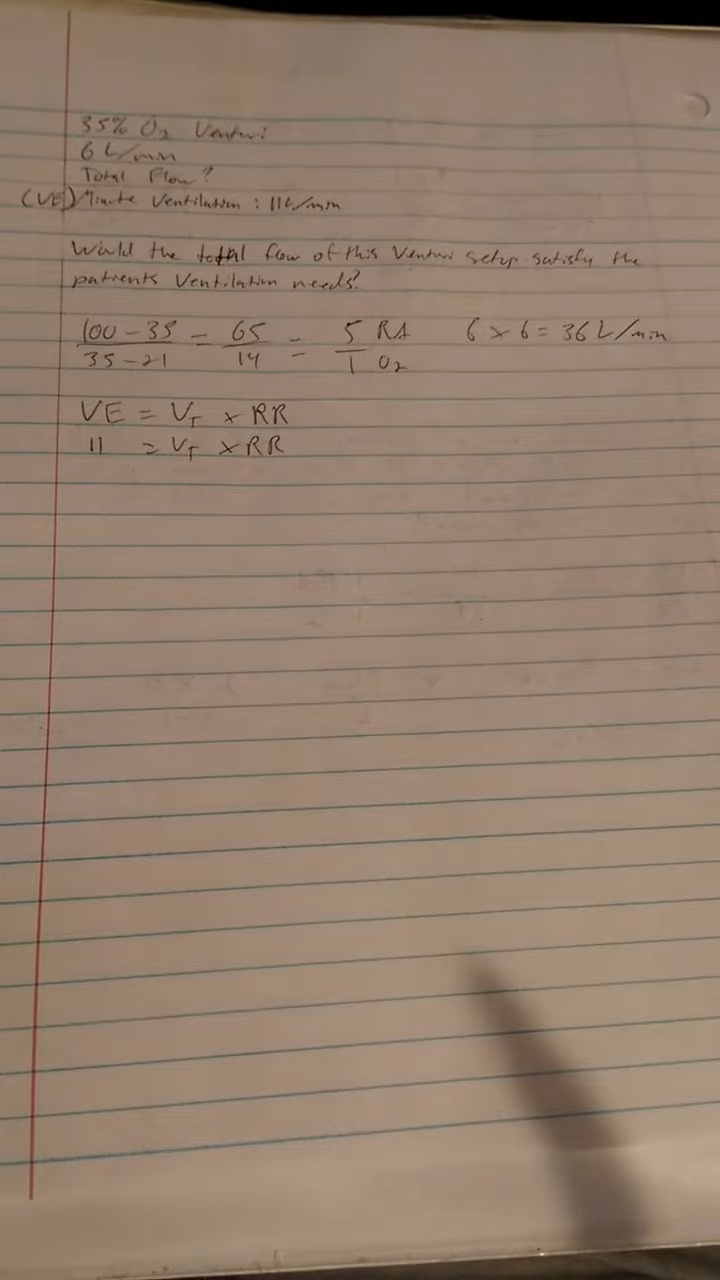 35% O₂ Venturi
6 L/min
Total Flow?
(VE) Minute Ventilation : 11L/min
Would the total flow of this Venturi setup satisfy the
patients Ventilation needs?
100 - 35 / 35 - 21 = 65 / 14 = 5 RA / 1 O₂ 6 × 6 = 36 L/min
VE = V_T × RR
11 = V_T × RR